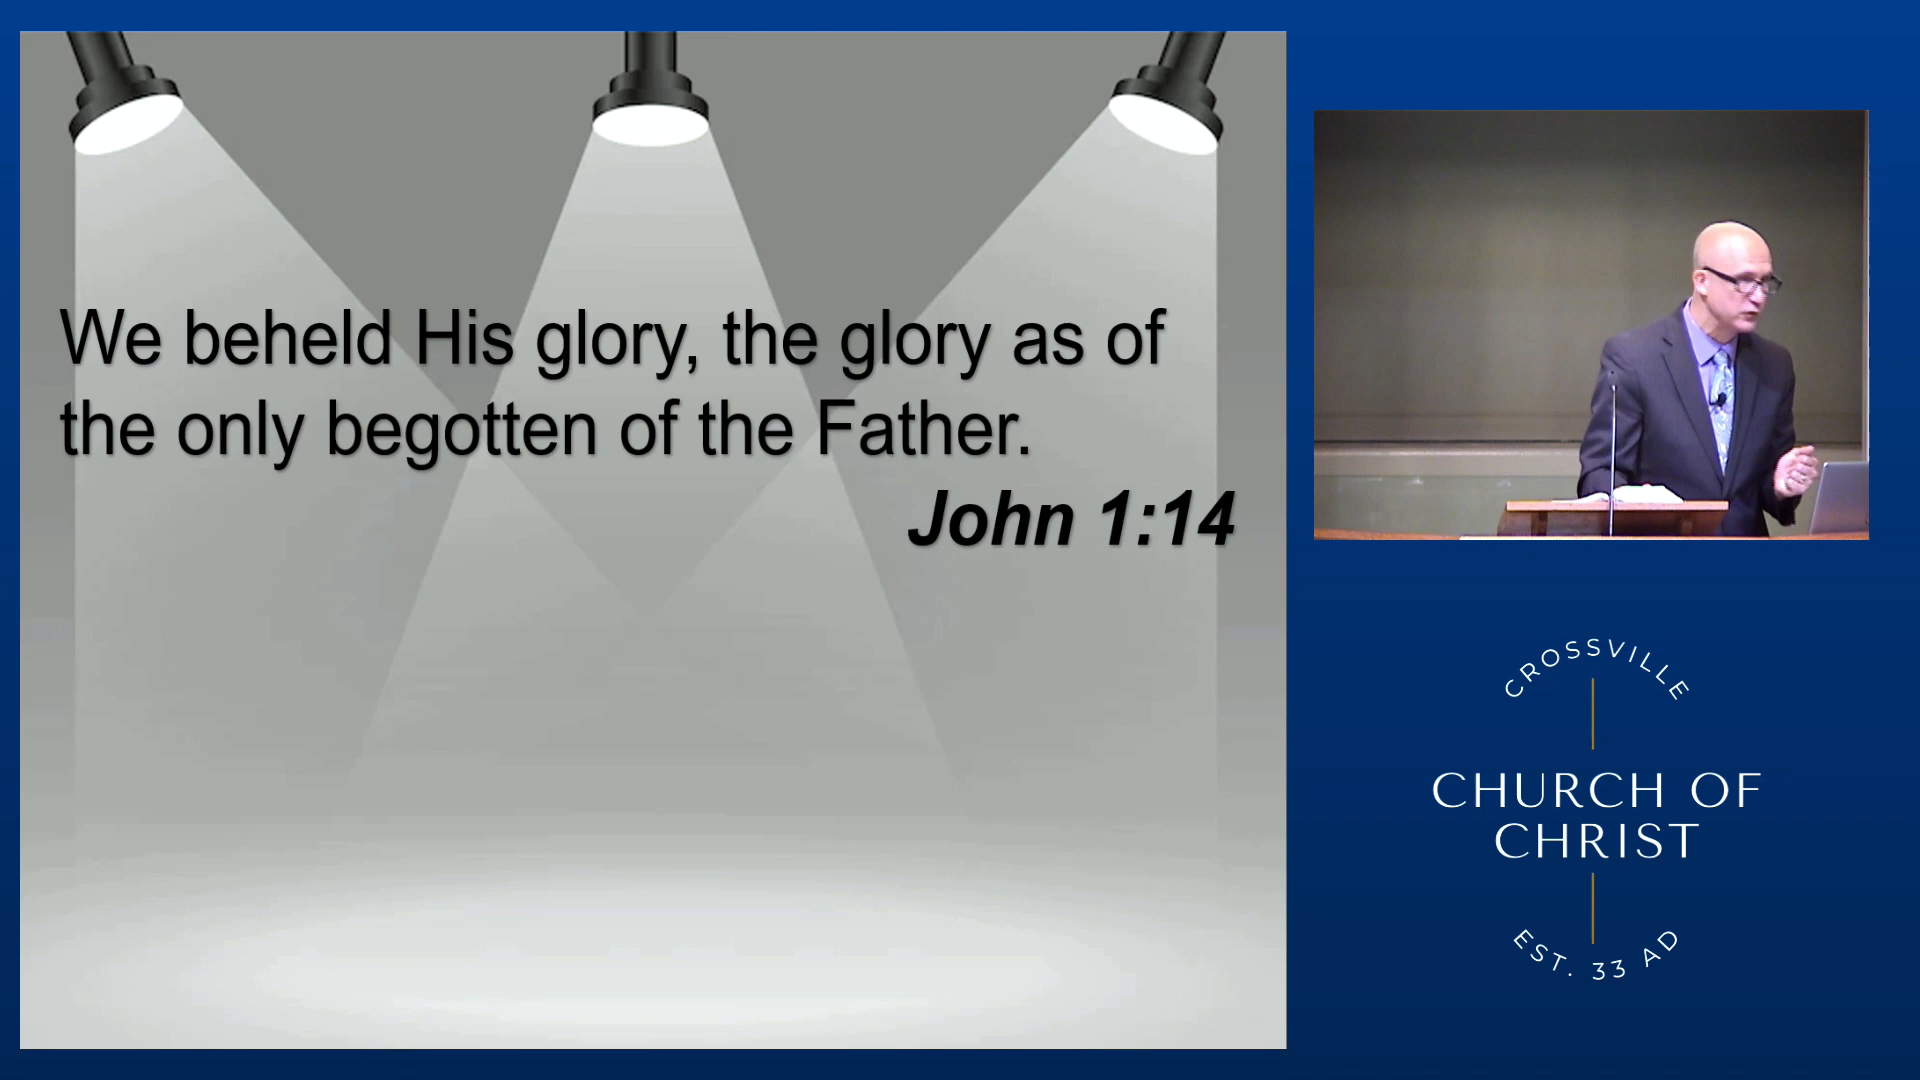 We beheld His glory, the glory as of
the only begotten of the Father.
John 1:14
CROSSVILLE
CHURCH OF
CHRIST
EST. 33 AD